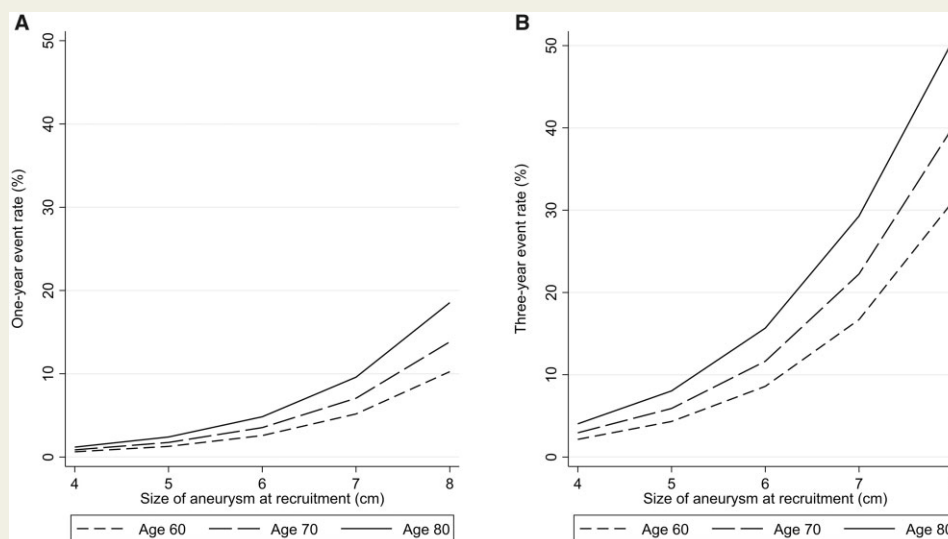 A
50
40
30
20
10
0
One-year event rate (%)
4 5 6 7 8
Size of aneurysm at recruitment (cm)
Age 60 Age 70 Age 80
B
50
40
30
20
10
0
Three-year event rate (%)
4 5 6 7
Size of aneurysm at recruitment (cm)
Age 60 Age 70 Age 80